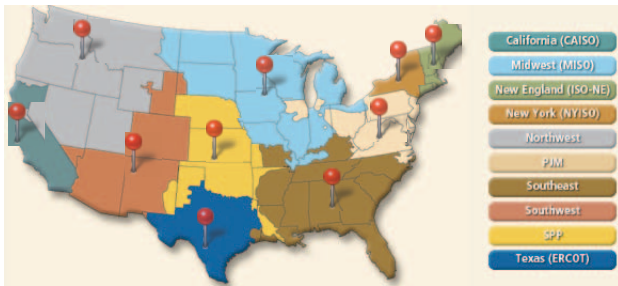 California (CAISO)
Midwest (MISO)
New England (ISO-NE)
New York (NYISO)
Northwest
PJM
Southeast
Southwest
SPP
Texas (ERCOT)